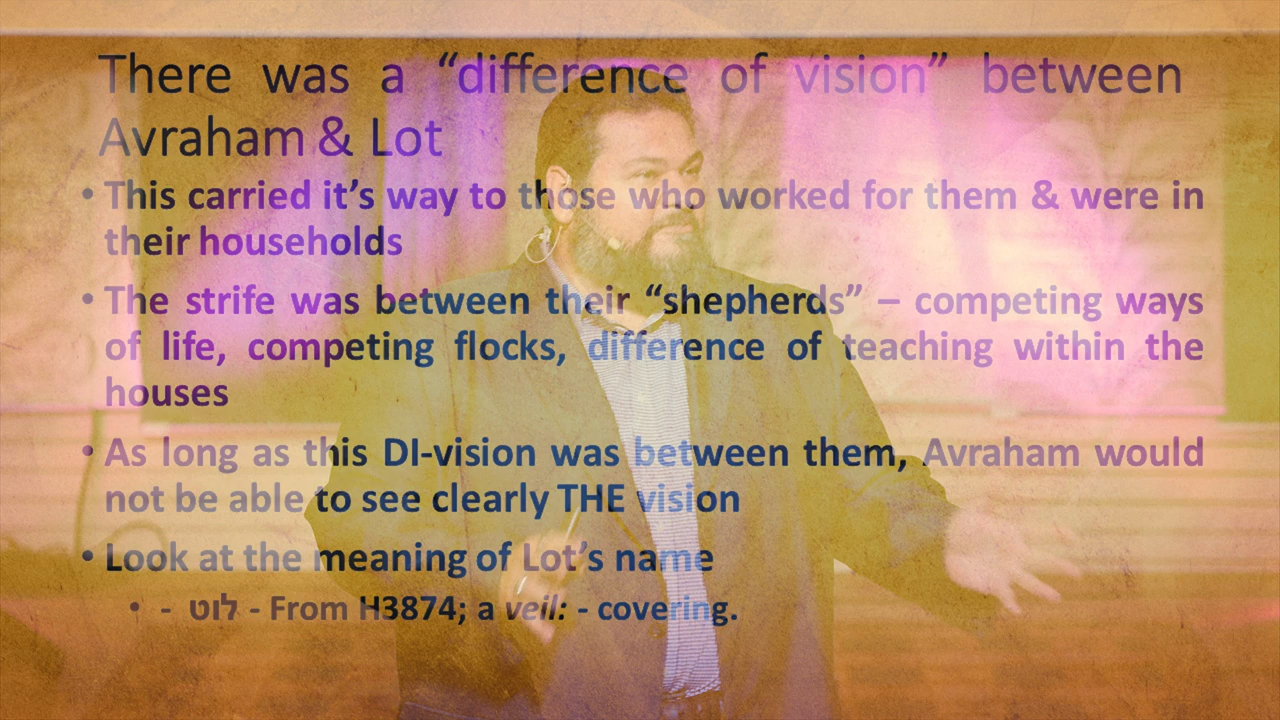 There was a “difference of vision” between
Avraham & Lot
• This carried it’s way to those who worked for them & were in
their households
• The strife was between their “shepherds” – competing ways
of life, competing flocks, difference of teaching within the
houses
• As long as this DI-vision was between them, Avraham would
not be able to see clearly THE vision
• Look at the meaning of Lot’s name
• - לוט - From H3874; a veil: - covering.